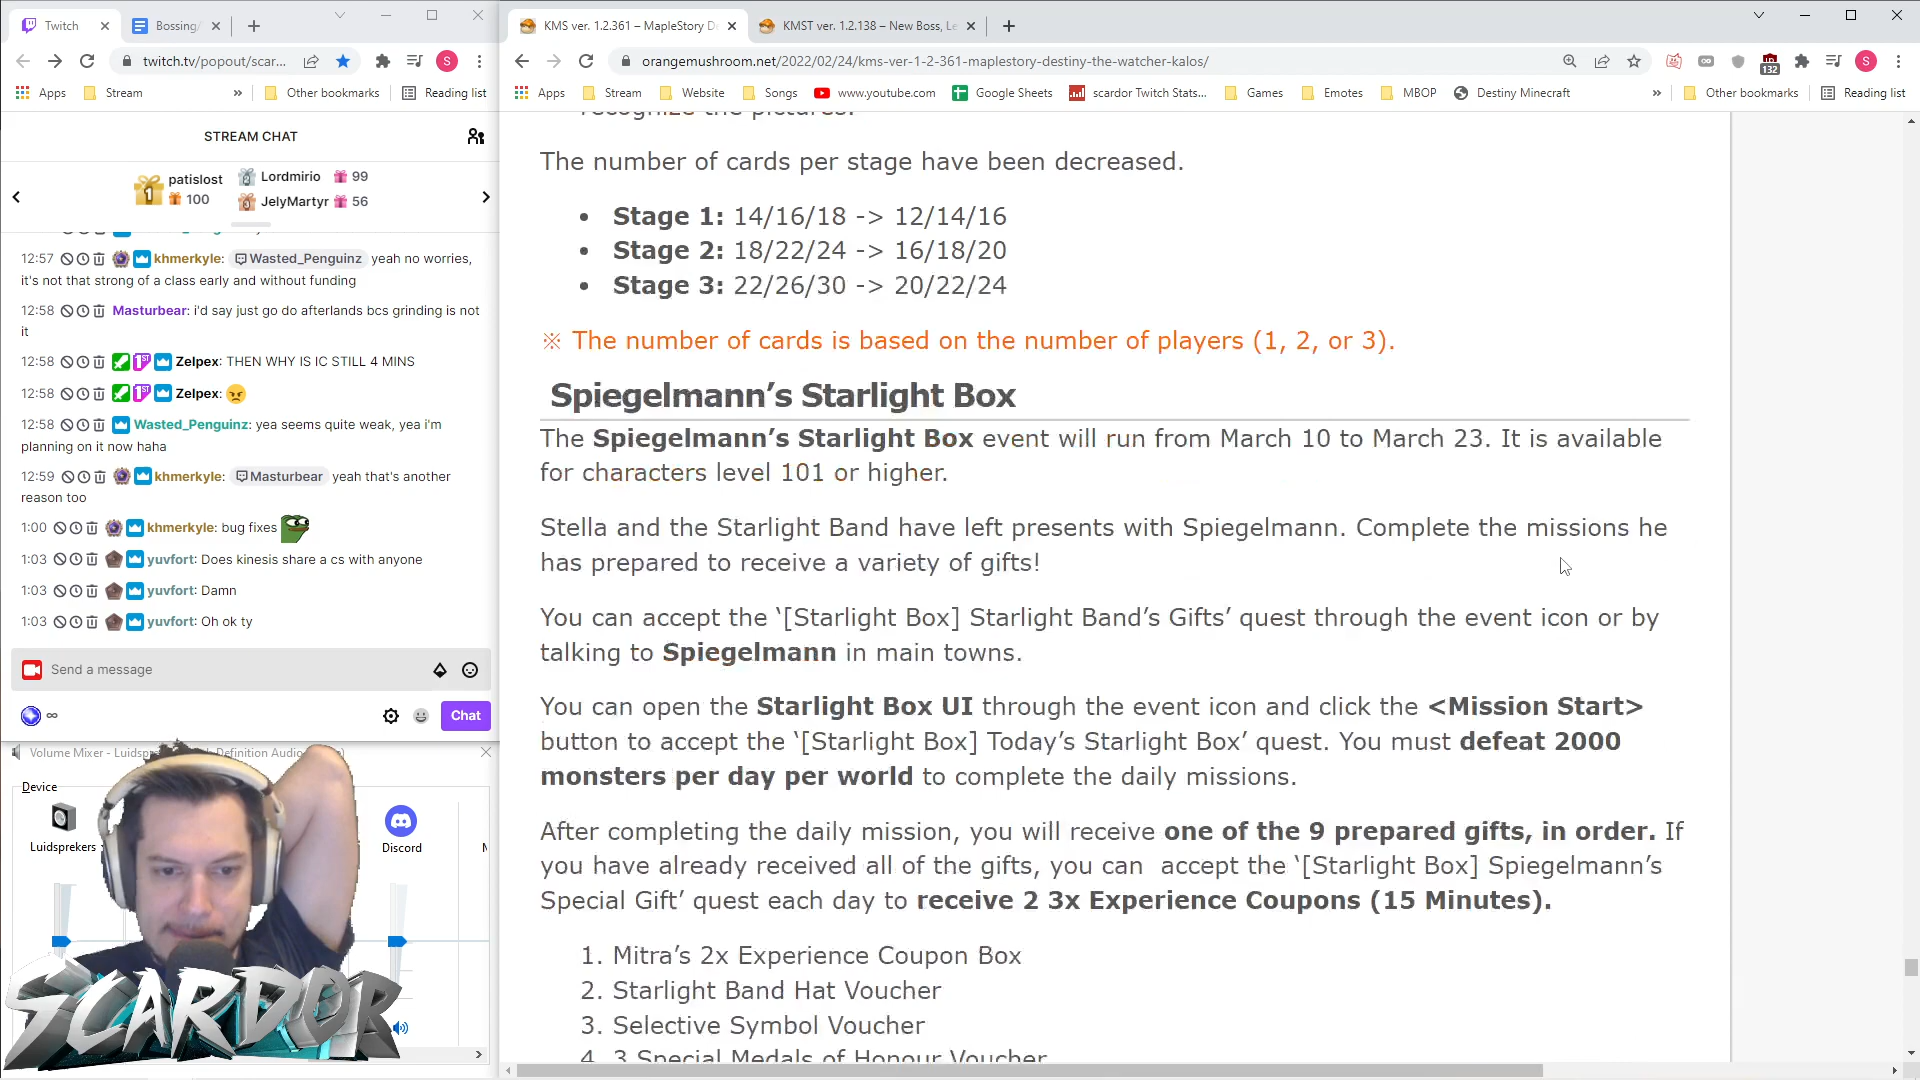 Twitch
Bossing/
KMS ver. 1.2.361 – MapleStory D
KMST ver. 1.2.138 – New Boss, Le
twitch.tv/popout/scar...
orangemushroom.net/2022/02/24/kms-ver-1-2-361-maplestory-destiny-the-watcher-kalos/
132
Apps
Stream
»
Other bookmarks
Reading list
Apps
Stream
Website
Songs
www.youtube.com
Google Sheets
scardor Twitch Stats...
Games
Emotes
MBOP
Destiny Minecraft
»
Other bookmarks
Reading list
STREAM CHAT
patislost
100
Lordmirio 99
JelyMartyr 56
12:57 khmerkyle: Wasted_Penguinz yeah no worries,
it's not that strong of a class early and without funding
12:58 Masturbear: i'd say just go do afterlands bcs grinding is not
it
12:58 Zelpex: THEN WHY IS IC STILL 4 MINS
12:58 Zelpex:
12:58 Wasted_Penguinz: yea seems quite weak, yea i'm
planning on it now haha
12:59 khmerkyle: Masturbear yeah that's another
reason too
1:00 khmerkyle: bug fixes
1:03 yuvfort: Does kinesis share a cs with anyone
1:03 yuvfort: Damn
1:03 yuvfort: Oh ok ty
Send a message
∞
Chat
Volume Mixer - Luidspre
Definition Audio
Device
Luidsprekers
Discord
SCARDOR
recognize the pictures.
The number of cards per stage have been decreased.
• Stage 1: 14/16/18 -> 12/14/16
• Stage 2: 18/22/24 -> 16/18/20
• Stage 3: 22/26/30 -> 20/22/24
※ The number of cards is based on the number of players (1, 2, or 3).
Spiegelmann’s Starlight Box
The Spiegelmann’s Starlight Box event will run from March 10 to March 23. It is available
for characters level 101 or higher.
Stella and the Starlight Band have left presents with Spiegelmann. Complete the missions he
has prepared to receive a variety of gifts!
You can accept the ‘[Starlight Box] Starlight Band’s Gifts’ quest through the event icon or by
talking to Spiegelmann in main towns.
You can open the Starlight Box UI through the event icon and click the <Mission Start>
button to accept the ‘[Starlight Box] Today’s Starlight Box’ quest. You must defeat 2000
monsters per day per world to complete the daily missions.
After completing the daily mission, you will receive one of the 9 prepared gifts, in order. If
you have already received all of the gifts, you can accept the ‘[Starlight Box] Spiegelmann’s
Special Gift’ quest each day to receive 2 3x Experience Coupons (15 Minutes).
1. Mitra’s 2x Experience Coupon Box
2. Starlight Band Hat Voucher
3. Selective Symbol Voucher
4. 3 Special Medals of Honour Voucher